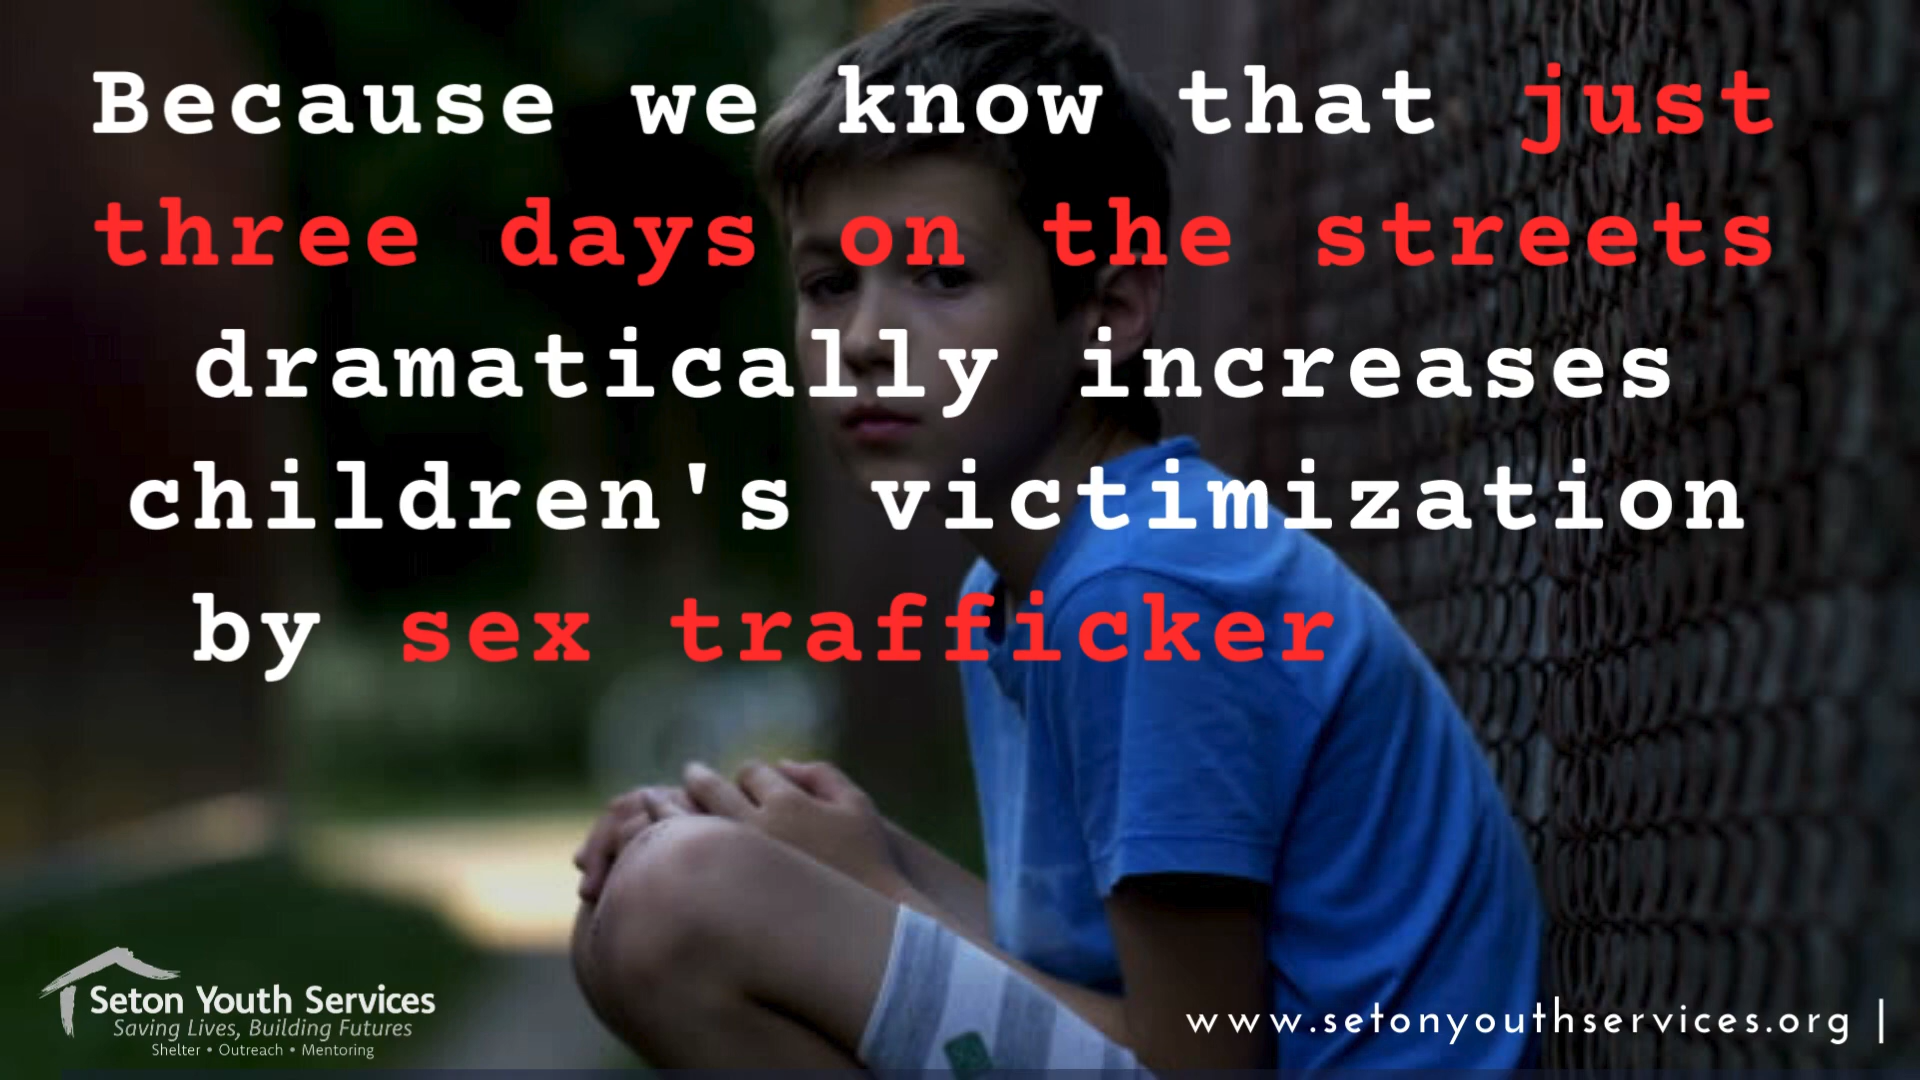 Because we know that just
three days on the streets
dramatically increases
children's victimization
by sex trafficker
Seton Youth Services
Saving Lives, Building Futures
Shelter • Outreach • Mentoring
www.setonyouthservices.org |